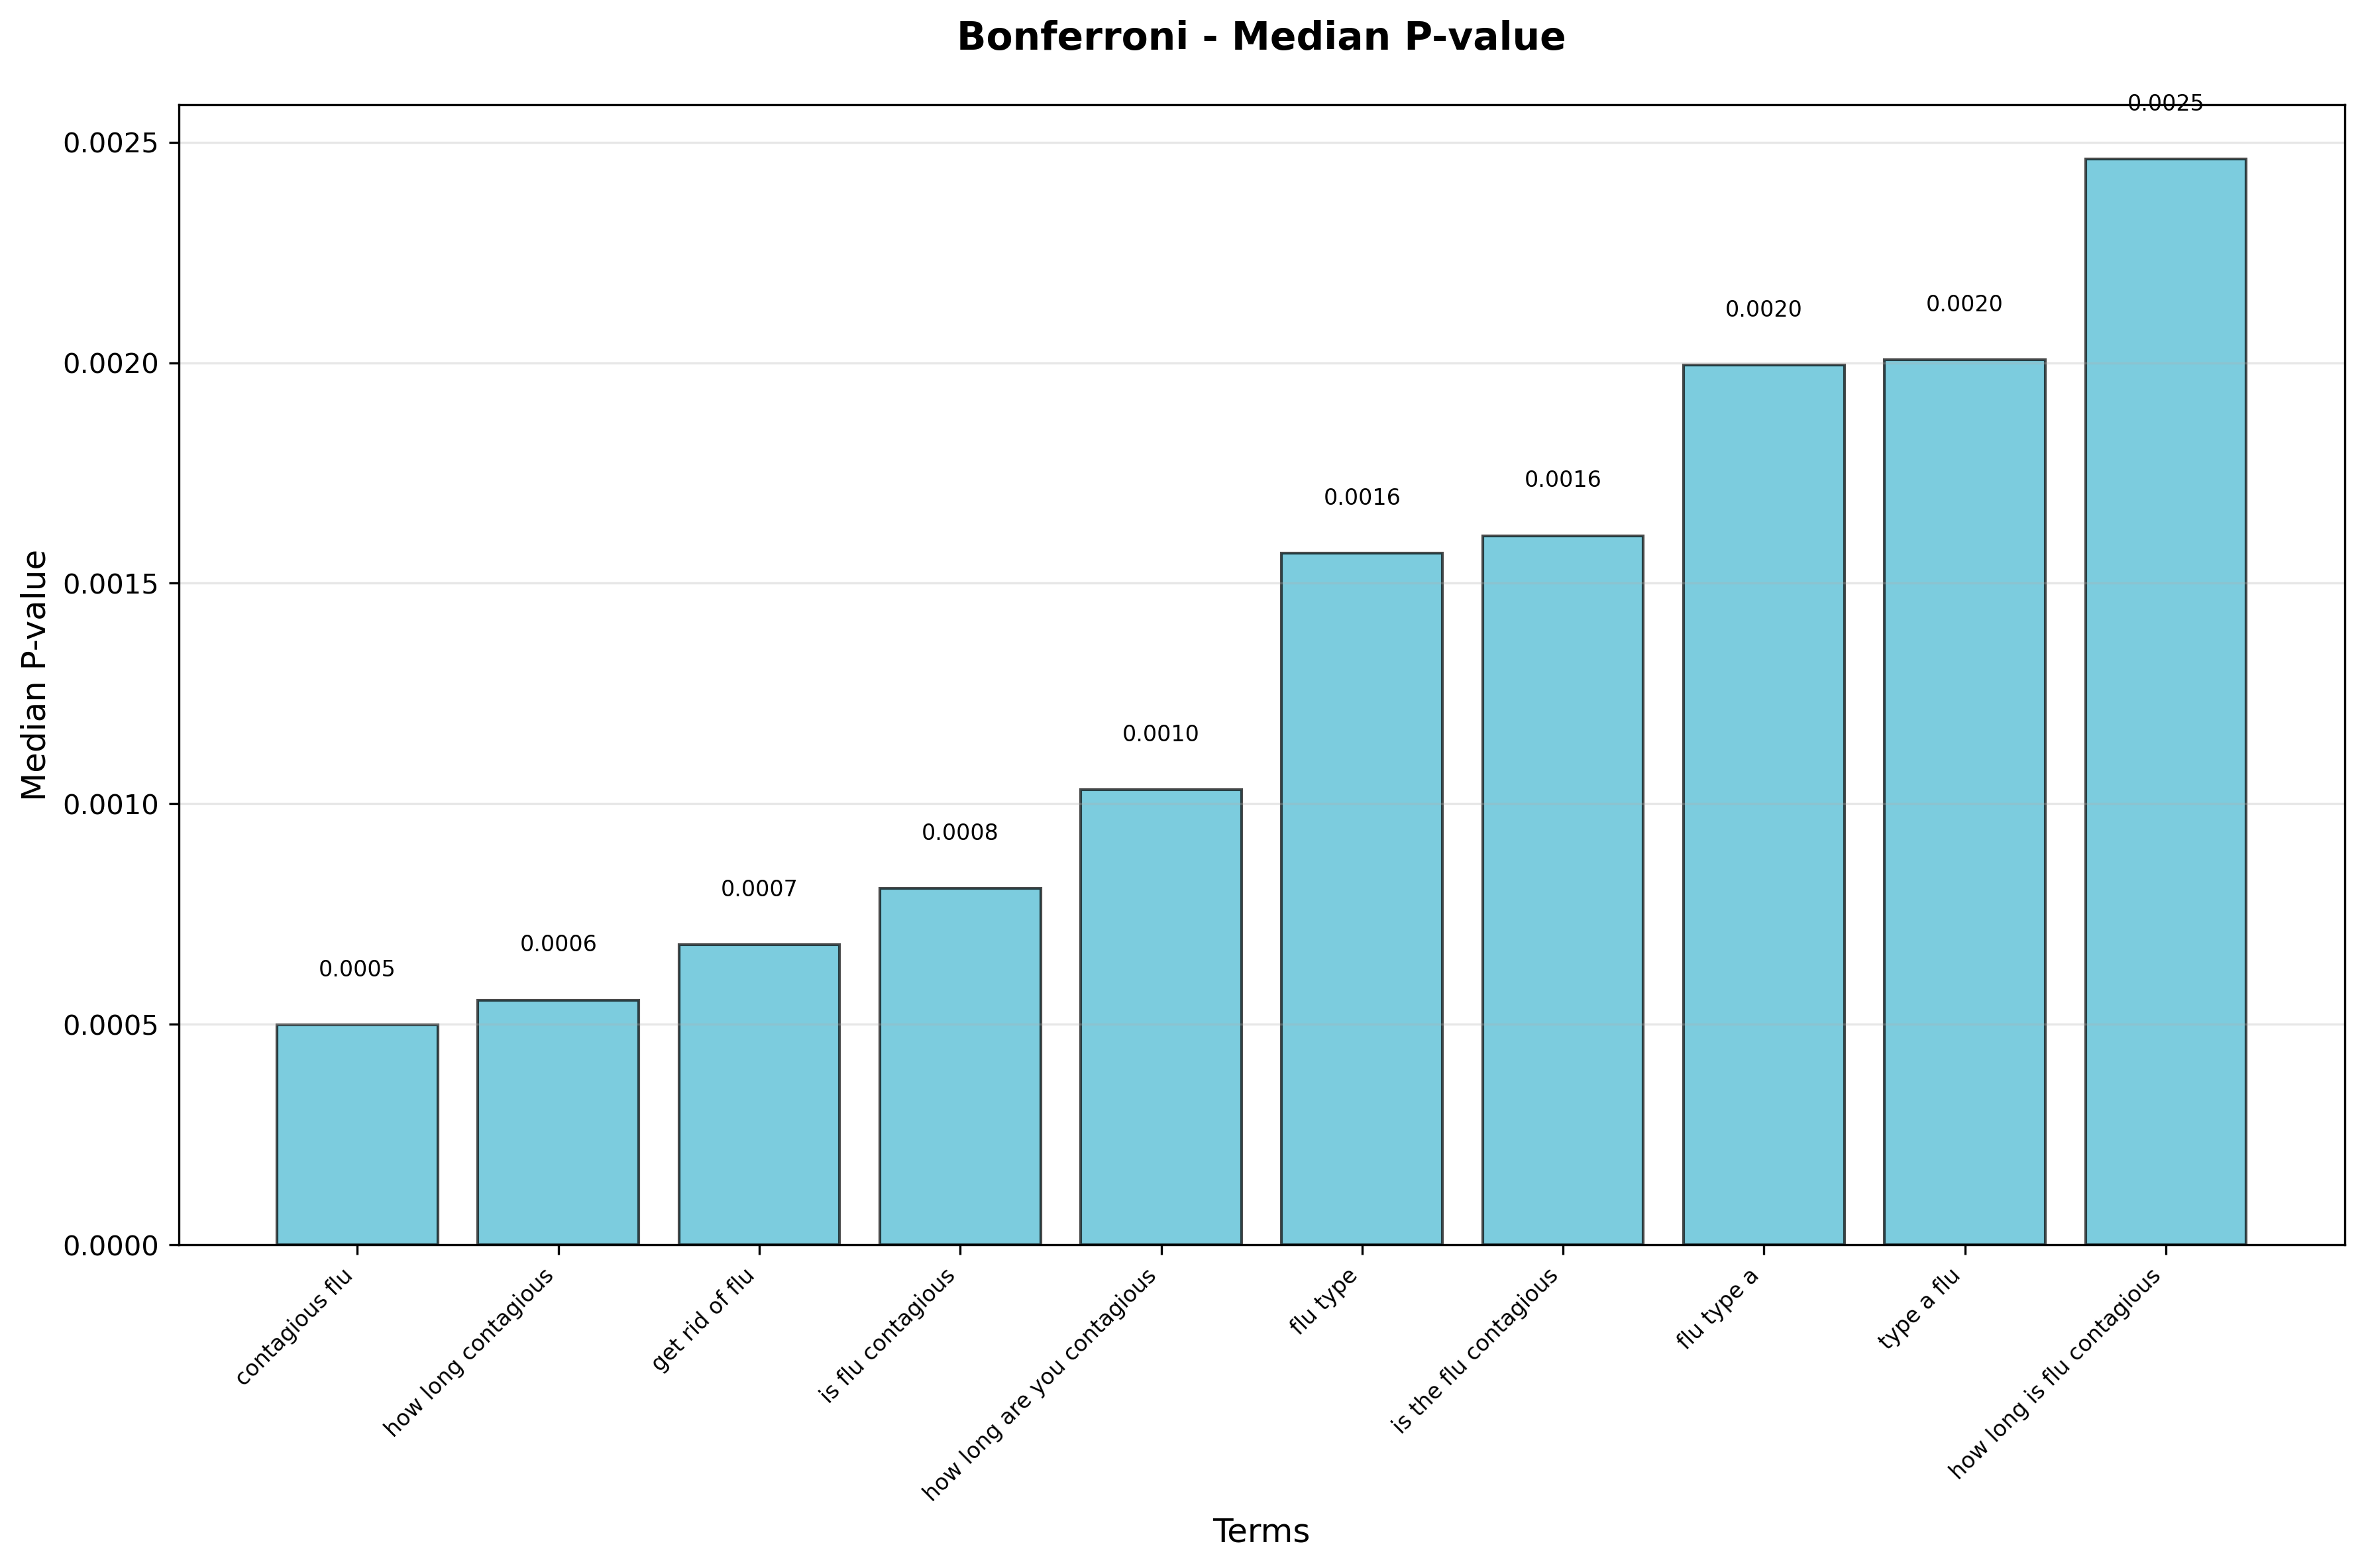 Bonferroni - Median P-value
Median P-value
0.0025
0.0020
0.0015
0.0010
0.0005
0.0000
0.0005
0.0006
0.0007
0.0008
0.0010
0.0016
0.0016
0.0020
0.0020
0.0025
contagious flu
how long contagious
get rid of flu
is flu contagious
how long are you contagious
flu type
is the flu contagious
flu type a
type a flu
how long is flu contagious
Terms